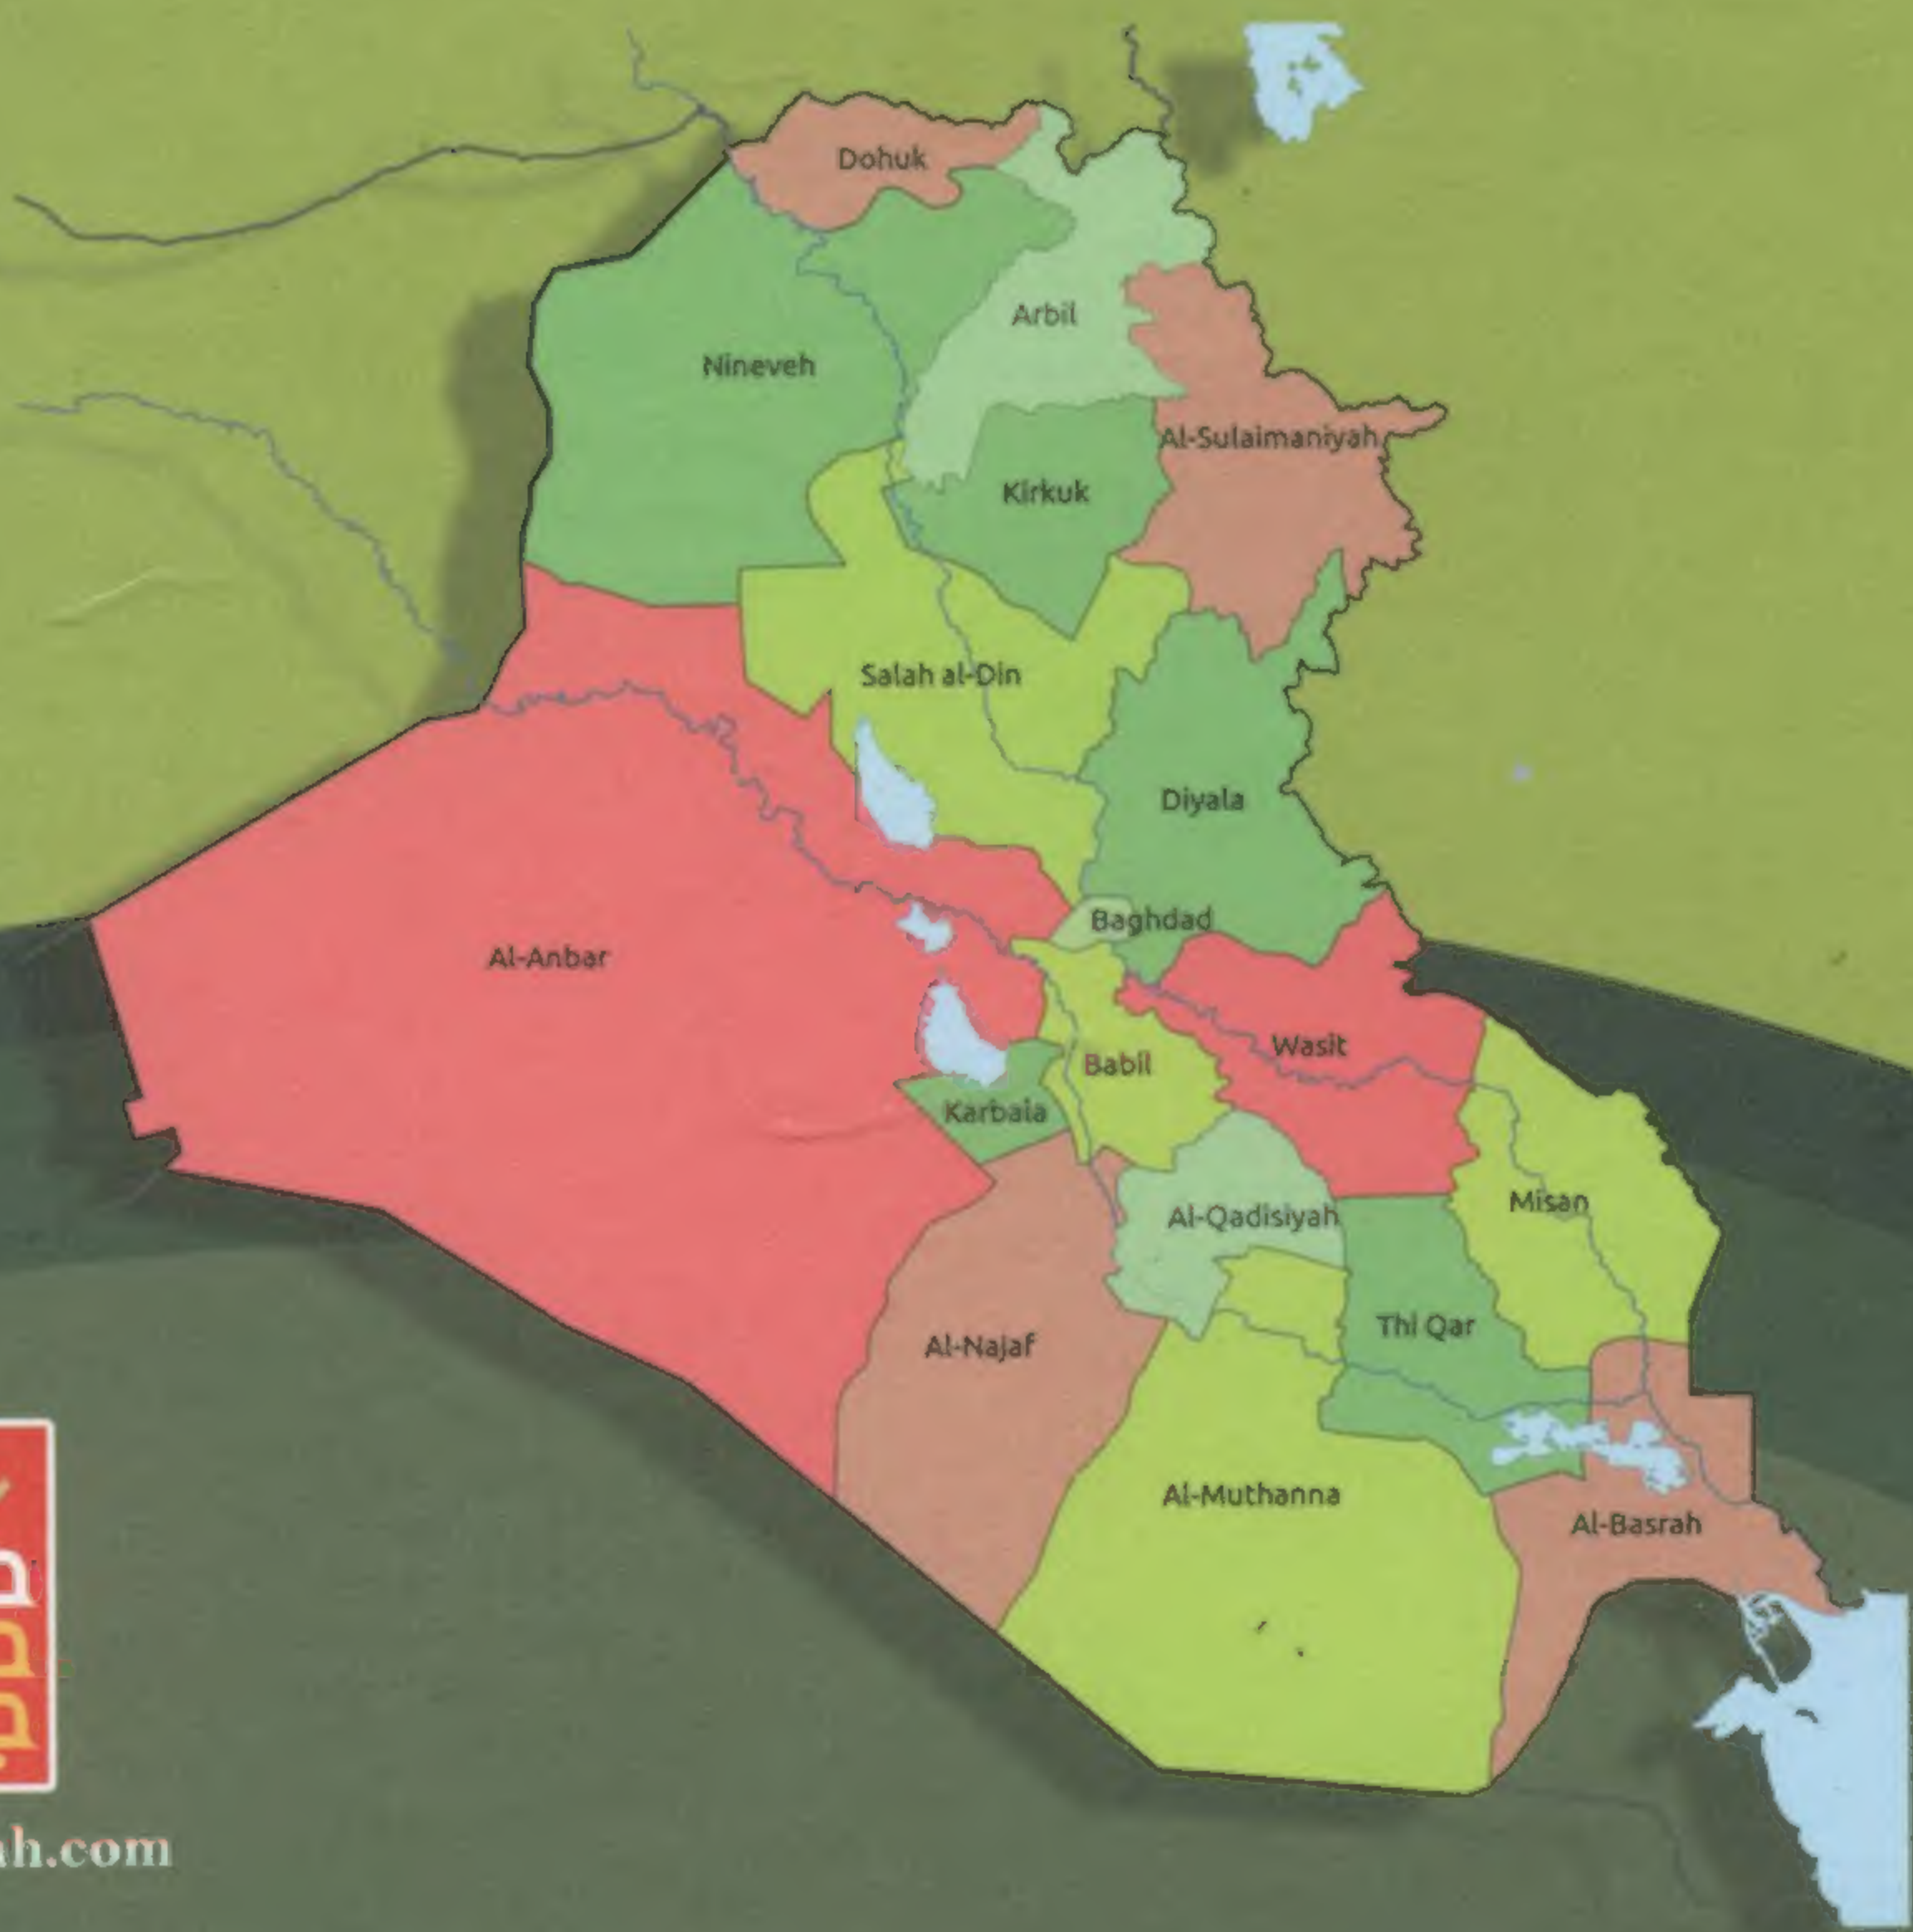 Dohuk
Arbil
Nineveh
Al-Sulaimaniyah
Kirkuk
Salah al-Din
Diyala
Baghdad
Al-Anbar
Wasit
Babil
Karbala
Misan
Al-Qadisiyah
Thi Qar
Al-Najaf
Al-Muthanna
Al-Basrah
ah.com